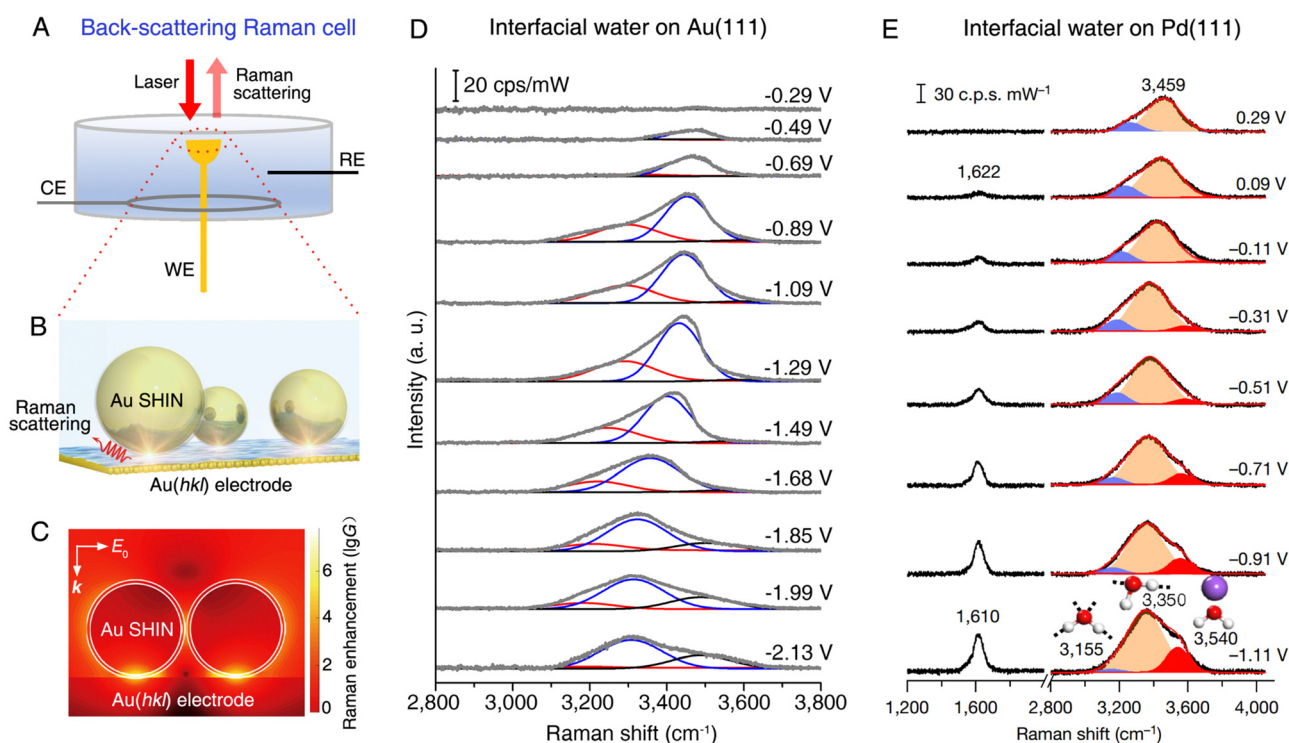 A
Back-scattering Raman cell
Laser
Raman
scattering
RE
CE
WE
B
Au SHIN
Raman
scattering
Au(hkl) electrode
C
E₀
k
Au SHIN
Au(hkl) electrode
6
4
2
0
Raman enhancement (lgG)
D
Interfacial water on Au(111)
20 cps/mW
-0.29 V
-0.49 V
-0.69 V
-0.89 V
-1.09 V
-1.29 V
-1.49 V
-1.68 V
-1.85 V
-1.99 V
-2.13 V
Intensity (a. u.)
2,800 3,000 3,200 3,400 3,600 3,800
Raman shift (cm⁻¹)
E
Interfacial water on Pd(111)
30 c.p.s. mW⁻¹
3,459
0.29 V
1,622
0.09 V
−0.11 V
−0.31 V
−0.51 V
−0.71 V
−0.91 V
1,610
3,155
3,350
3,540
−1.11 V
1,200 1,600 2,800 3,200 3,600 4,000
Raman shift (cm⁻¹)